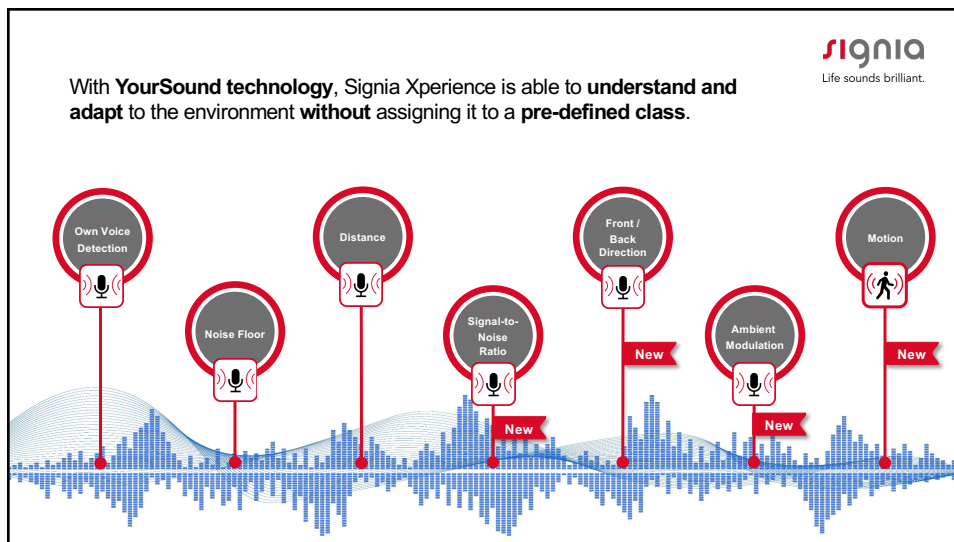 signia
Life sounds brilliant.
With YourSound technology, Signia Xperience is able to understand and
adapt to the environment without assigning it to a pre-defined class.
Own Voice
Detection
Noise Floor
Distance
Signal-to-
Noise
Ratio
New
Front /
Back
Direction
New
Ambient
Modulation
New
Motion
New